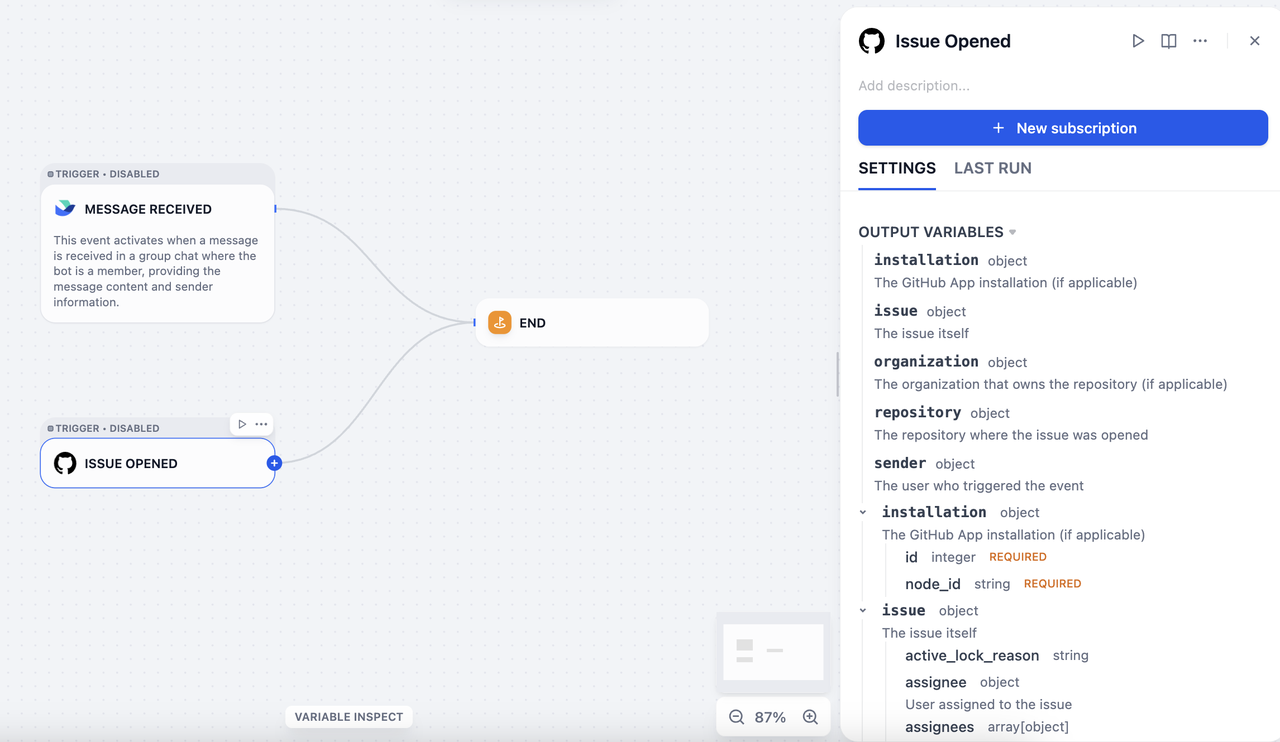 TRIGGER • DISABLED
MESSAGE RECEIVED
This event activates when a message
is received in a group chat where the
bot is a member, providing the
message content and sender
information.
END
TRIGGER • DISABLED
ISSUE OPENED
VARIABLE INSPECT
87%
Issue Opened
Add description...
New subscription
SETTINGS LAST RUN
OUTPUT VARIABLES
installation object
The GitHub App installation (if applicable)
issue object
The issue itself
organization object
The organization that owns the repository (if applicable)
repository object
The repository where the issue was opened
sender object
The user who triggered the event
installation object
The GitHub App installation (if applicable)
id integer REQUIRED
node_id string REQUIRED
issue object
The issue itself
active_lock_reason string
assignee object
User assigned to the issue
assignees array[object]